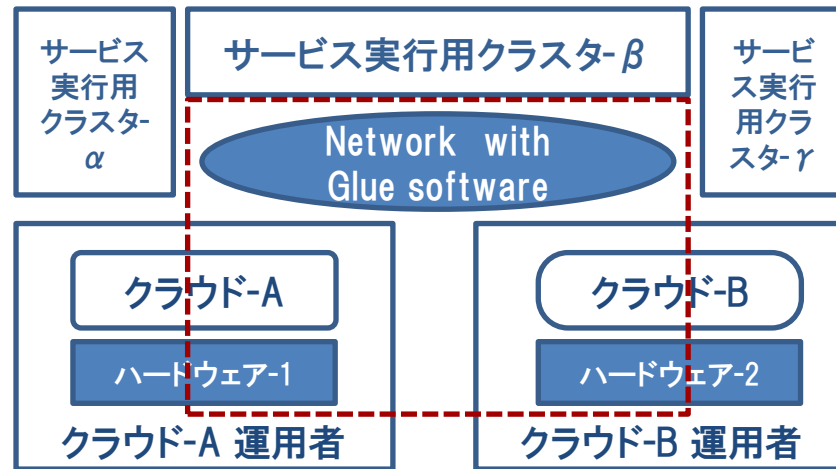 サービス
実行用
クラスター
α
サービス実行用クラスター-β
サービ
ス実行
用クラ
スター-γ
Network with
Glue software
クラウド-A
ハードウェア-1
クラウド-A 運用者
クラウド-B
ハードウェア-2
クラウド-B 運用者